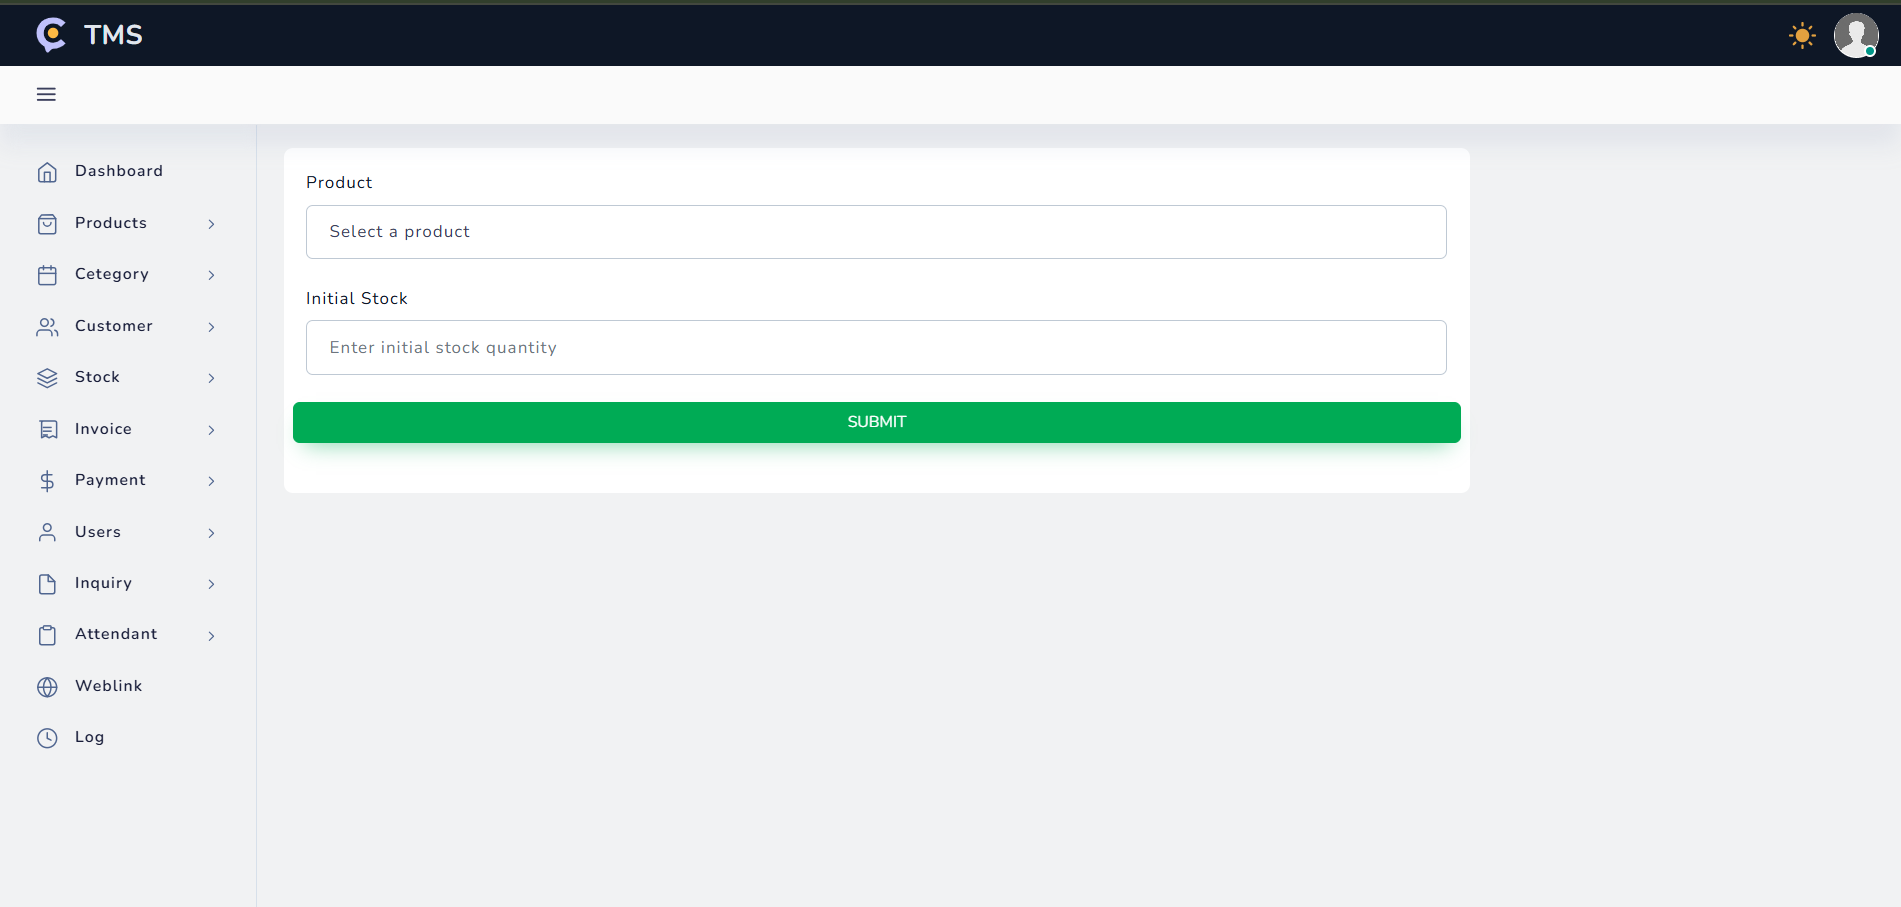 TMS
Dashboard
Products
Cetegory
Customer
Stock
Invoice
Payment
Users
Inquiry
Attendant
Weblink
Log
Product
Select a product
Initial Stock
Enter initial stock quantity
SUBMIT